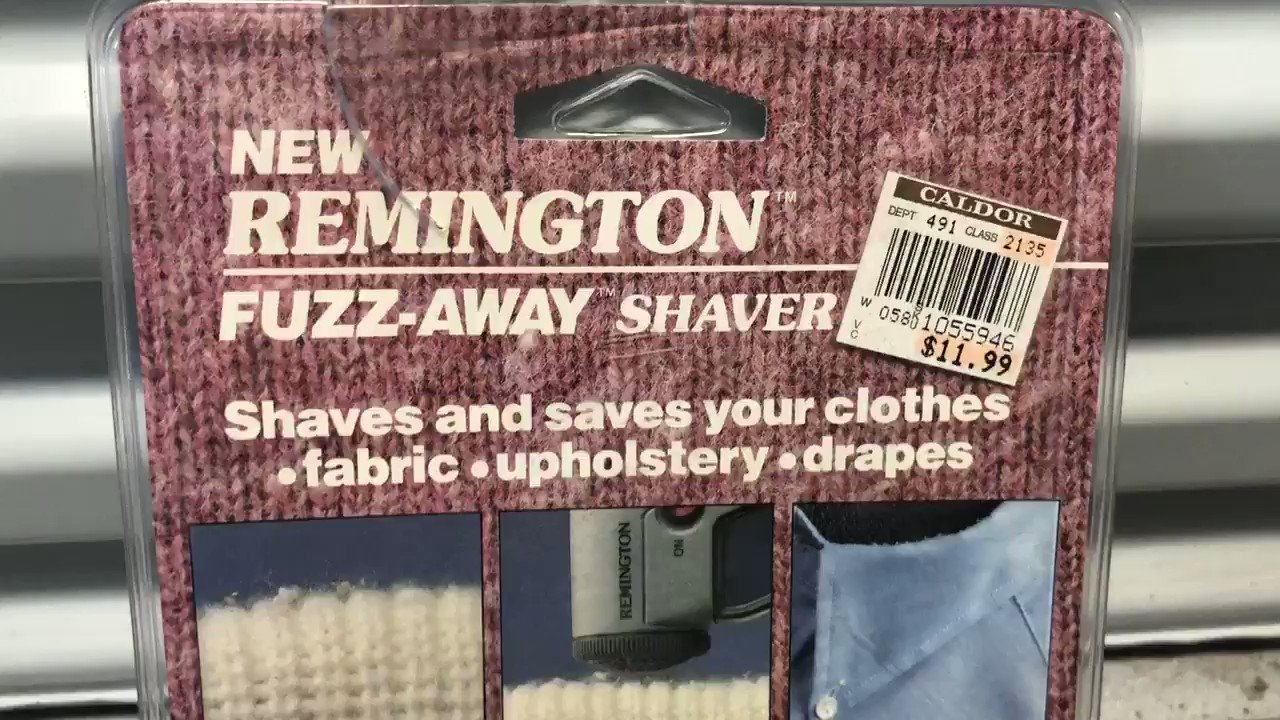 NEW
REMINGTON™
FUZZ-AWAY™ SHAVER
CALDOR
DEPT 491 CLASS 2135
W 0580 1055946
V
C
$11.99
Shaves and saves your clothes
•fabric •upholstery •drapes
REMINGTON
ON